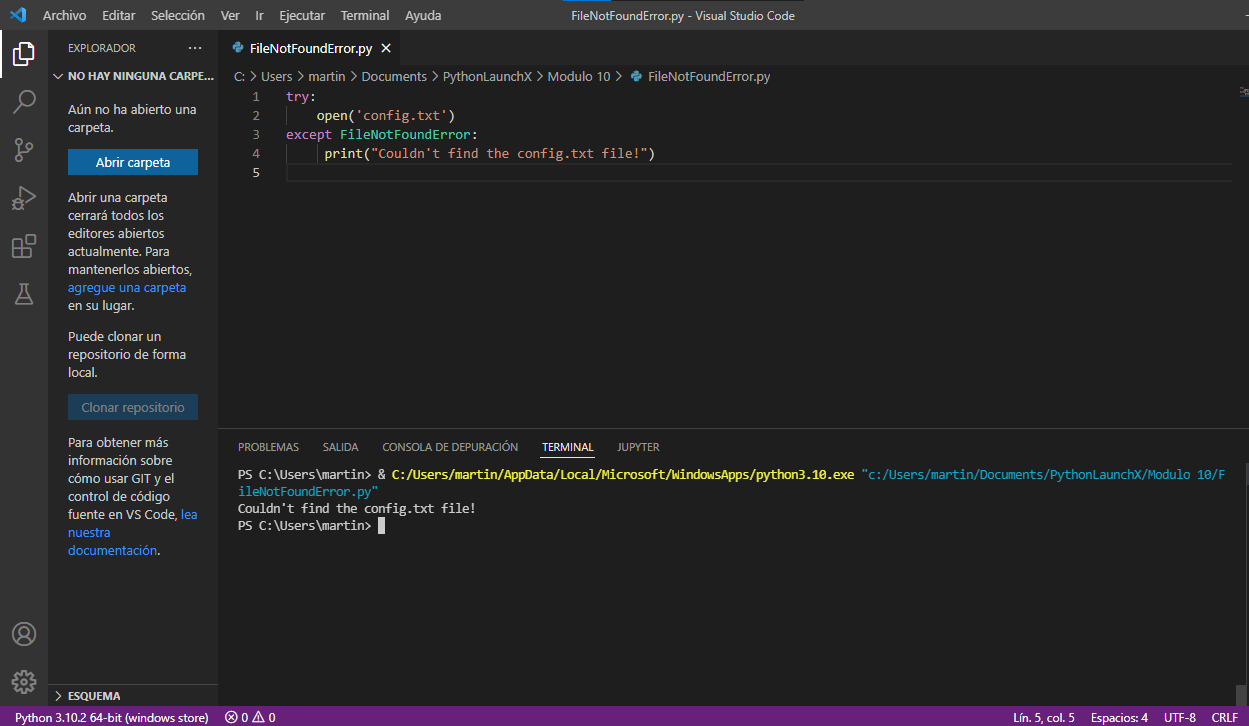 Archivo Editar Selección Ver Ir Ejecutar Terminal Ayuda FileNotFoundError.py - Visual Studio Code
EXPLORADOR ···
NO HAY NINGUNA CARPE...
Aún no ha abierto una
carpeta.
Abrir carpeta
Abrir una carpeta
cerrará todos los
editores abiertos
actualmente. Para
mantenerlos abiertos,
agregue una carpeta
en su lugar.
Puede clonar un
repositorio de forma
local.
Clonar repositorio
Para obtener más
información sobre
cómo usar GIT y el
control de código
fuente en VS Code, lea
nuestra
documentación.
ESQUEMA
FileNotFoundError.py
C: > Users > martin > Documents > PythonLaunchX > Modulo 10 > FileNotFoundError.py
1 try:
2     open('config.txt')
3 except FileNotFoundError:
4      print("Couldn't find the config.txt file!")
5
PROBLEMAS SALIDA CONSOLA DE DEPURACIÓN TERMINAL JUPYTER
PS C:\Users\martin> & C:/Users/martin/AppData/Local/Microsoft/WindowsApps/python3.10.exe "c:/Users/martin/Documents/PythonLaunchX/Modulo 10/F
ileNotFoundError.py"
Couldn't find the config.txt file!
PS C:\Users\martin>
Python 3.10.2 64-bit (windows store) 0 0 Lín. 5, col. 5 Espacios: 4 UTF-8 CRLF